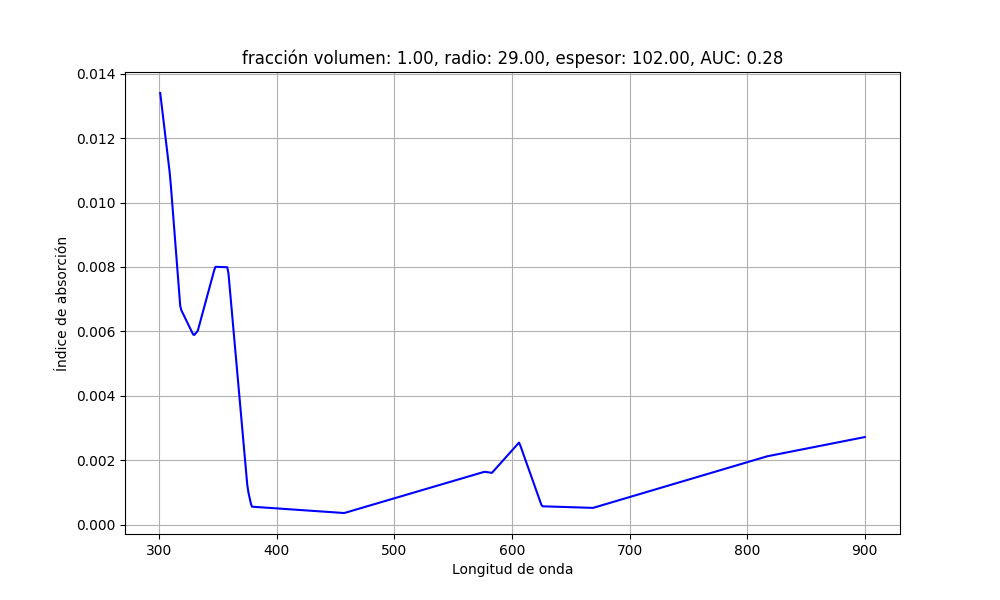 fracción volumen: 1.00, radio: 29.00, espesor: 102.00, AUC: 0.28
0.014
0.012
0.010
0.008
0.006
0.004
0.002
0.000
Índice de absorción
300 400 500 600 700 800 900
Longitud de onda